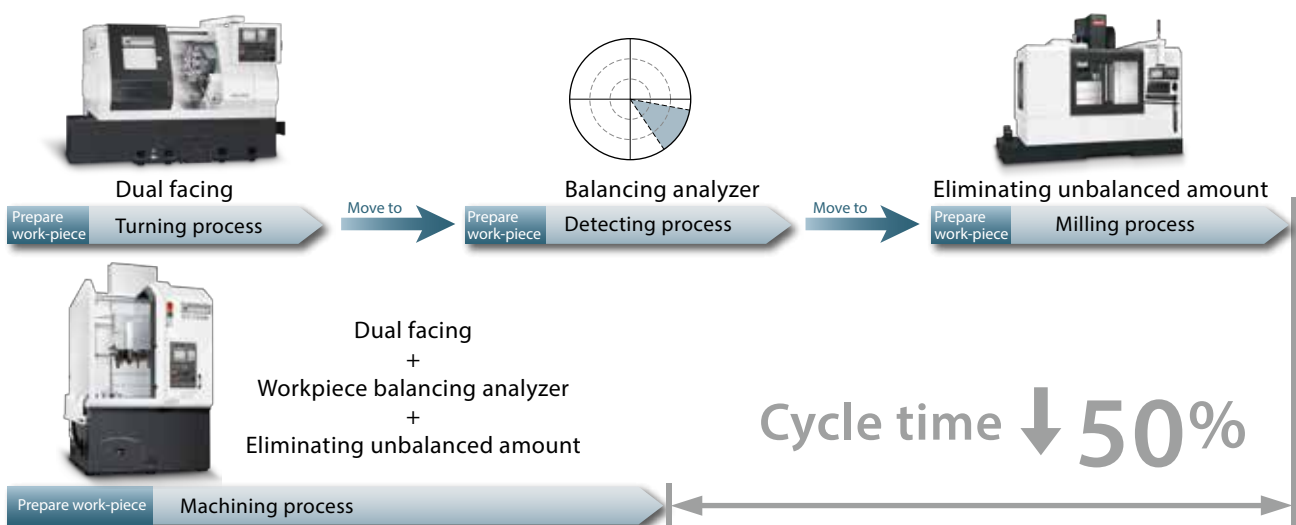 Dual facing
Balancing analyzer
Eliminating unbalanced amount
Prepare
work-piece
Turning process
Move to
Prepare
work-piece
Detecting process
Move to
Prepare
work-piece
Milling process
Dual facing
+
Workpiece balancing analyzer
+
Eliminating unbalanced amount
Cycle time ↓ 50%
Prepare work-piece
Machining process